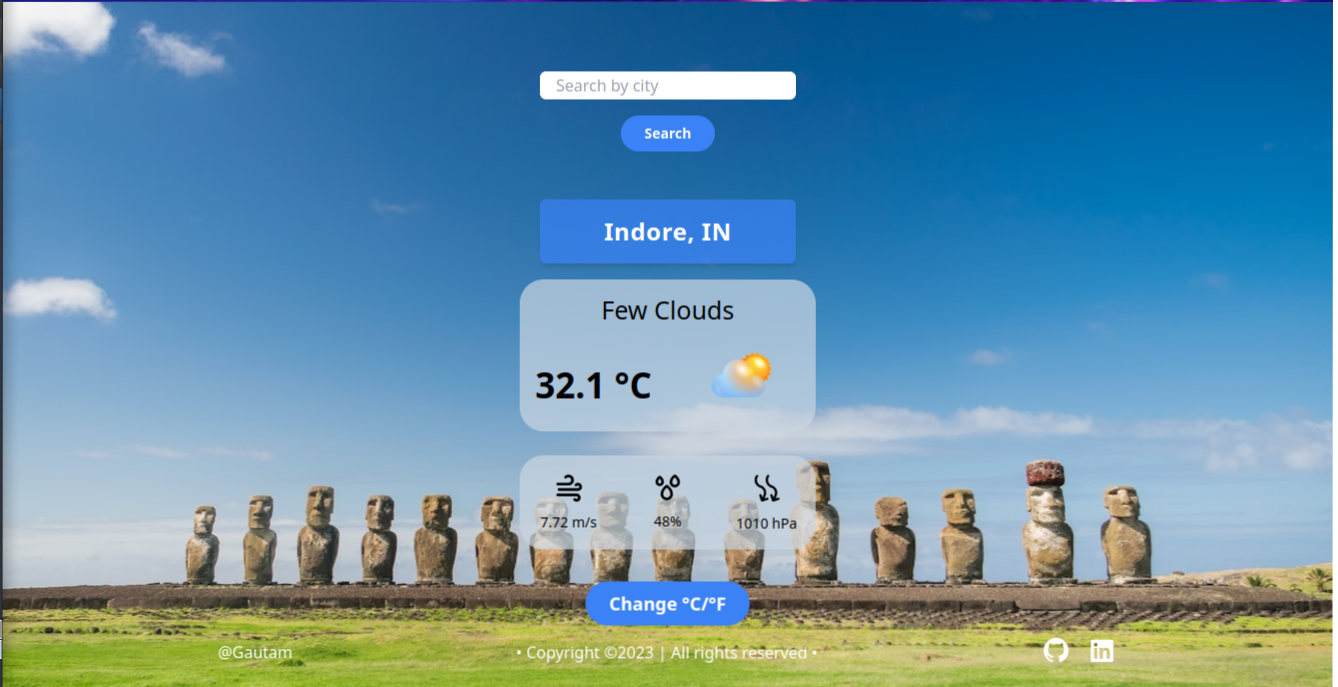 Search by city
Search
Indore, IN
Few Clouds
32.1 °C
7.72 m/s 48% 1010 hPa
Change °C/°F
@Gautam • Copyright ©2023 | All rights reserved •